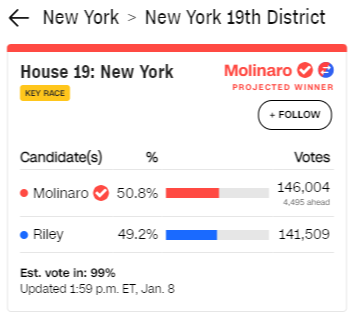 New York > New York 19th District
House 19: New York
Molinaro
KEY RACE
PROJECTED WINNER
+ FOLLOW
Candidate(s) % Votes
Molinaro 50.8% 146,004
4,495 ahead
Riley 49.2% 141,509
Est. vote in: 99%
Updated 1:59 p.m. ET, Jan. 8